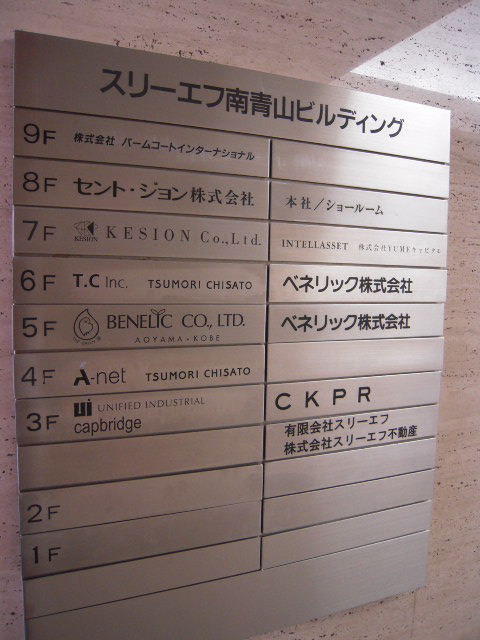 スリーエフ南青山ビルディング
9F 株式会社 パームコートインターナショナル
8F セント・ジョン株式会社 本社/ショールーム
7F KESION KESION Co.,Ltd. INTELLASSET 株式会社YUMEキャピタル
6F T.C Inc. TSUMORI CHISATO ベネリック株式会社
5F BENELIC CO., LTD. ベネリック株式会社
AOYAMA・KOBE
4F A-net TSUMORI CHISATO
3F ui UNIFIED INDUSTRIAL CKPR
capbridge 有限会社スリーエフ
株式会社スリーエフ不動産
2F
1F